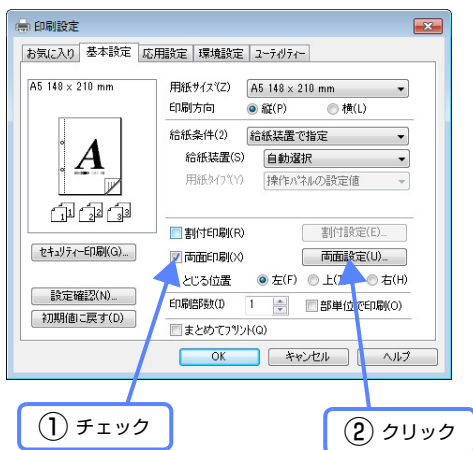 印刷設定
お気に入り 基本設定 応用設定 環境設定 ユーティリティー
A5 148 x 210 mm
A
セキュリティー印刷(G)...
設定確認(N)...
初期値に戻す(D)
用紙サイズ(Z) A5 148 x 210 mm
印刷方向 縦(P) 横(L)
給紙条件(2) 給紙装置で指定
給紙装置(S) 自動選択
用紙タイプ(Y) 操作パネルの設定値
割付印刷(R) 割付設定(E)...
両面印刷(X) 両面設定(U)...
とじる位置 左(F) 右(H)
印刷部数(I) 1 部単位で印刷(O)
まとめてプリント(Q)
OK キャンセル ヘルプ
① チェック
② クリック